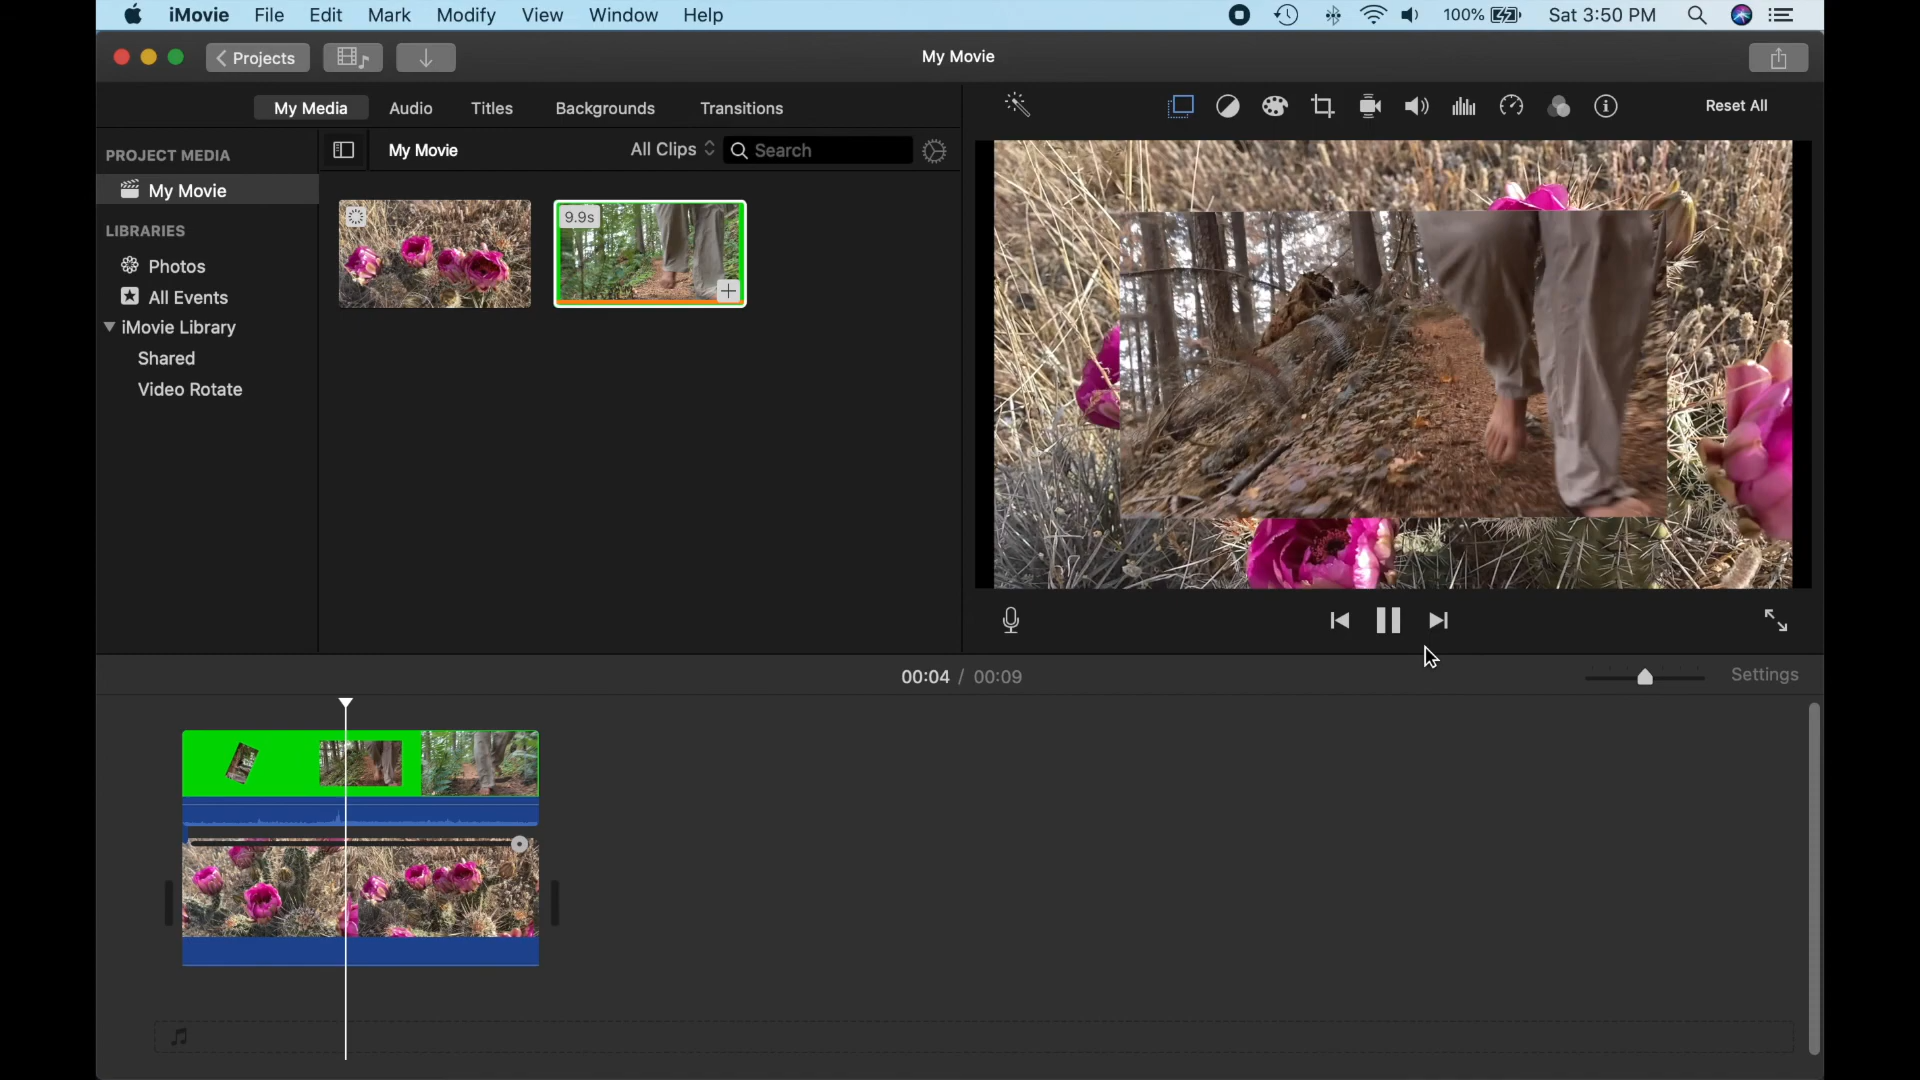 iMovie File Edit Mark Modify View Window Help 100% Sat 3:50 PM
Projects My Movie
My Media Audio Titles Backgrounds Transitions Reset All
PROJECT MEDIA My Movie All Clips Search
My Movie
LIBRARIES
Photos
All Events
iMovie Library
Shared
Video Rotate
9.9s
00:04 / 00:09 Settings